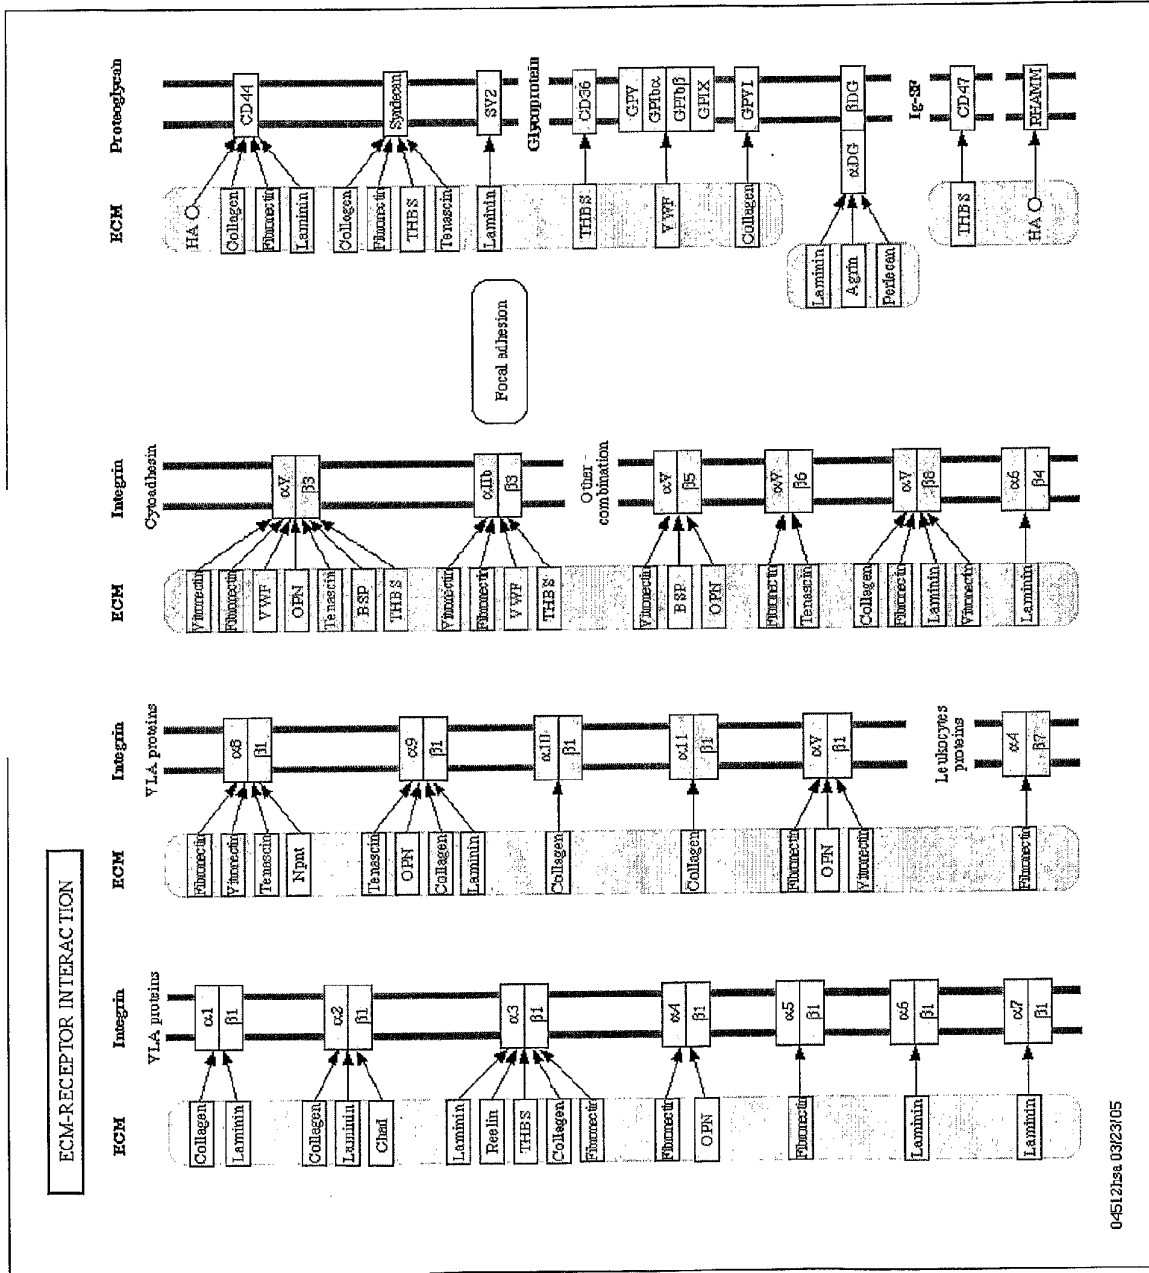 ECM-RECEPTOR INTERACTION
ECM
Integrin
VLA proteins
Collagen
Laminin
α1
β1
Collagen
Laminin
Chad
α2
β1
Laminin
Reelin
THBS
Collagen
Fibronectin
α3
β1
Fibronectin
OPN
α4
β1
Fibronectin
α5
β1
Laminin
α6
β1
Laminin
α7
β1
ECM
Integrin
VLA proteins
Fibronectin
Vitronectin
Tenascin
Npnt
α8
β1
Tenascin
OPN
Collagen
Laminin
α9
β1
Collagen
α10
β1
Collagen
α11
β1
Fibronectin
OPN
Vitronectin
αV
β1
Leukocytes
proteins
Fibronectin
α4
β7
ECM
Integrin
Cytoadhesin
Vitronectin
Fibronectin
VWF
OPN
Tenascin
BSP
THBS
αV
β3
Vitronectin
Fibronectin
VWF
THBS
αIIb
β3
Other
combination
Vitronectin
BSP
OPN
αV
β5
Fibronectin
Tenascin
αV
β6
Collagen
Fibronectin
Laminin
Vitronectin
αV
β8
Laminin
α6
β4
Focal adhesion
ECM
Proteoglycan
HA
Collagen
Fibronectin
Laminin
CD44
Collagen
Fibronectin
THBS
Tenascin
Syndecan
Laminin
SV2
Glycoprotein
THBS
CD36
VWF
GPV
GPIbα
GPIbβ
GPIX
Collagen
GPVI
Laminin
Agrin
Perlecan
αDG
βDG
Ig-SF
THBS
CD47
HA
RHAMM
04512hsa 03/23/05